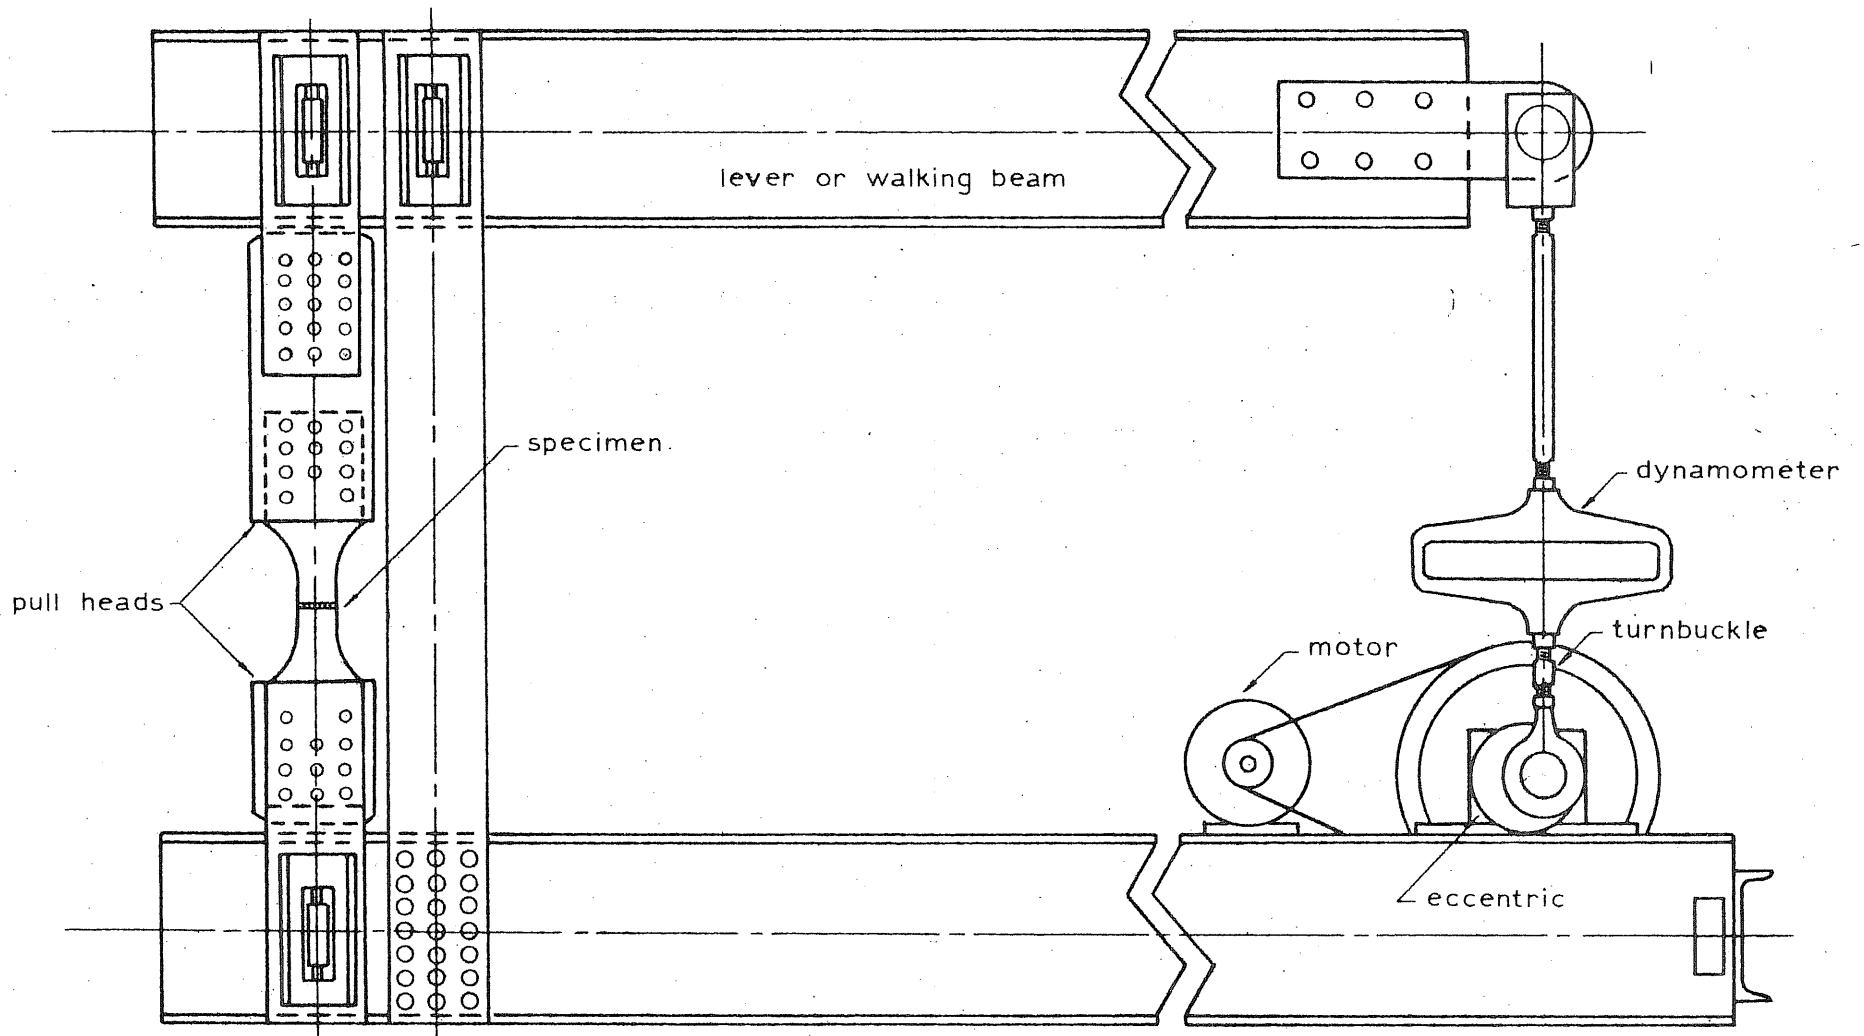 lever or walking beam
specimen
dynamometer
pull heads
turnbuckle
motor
eccentric